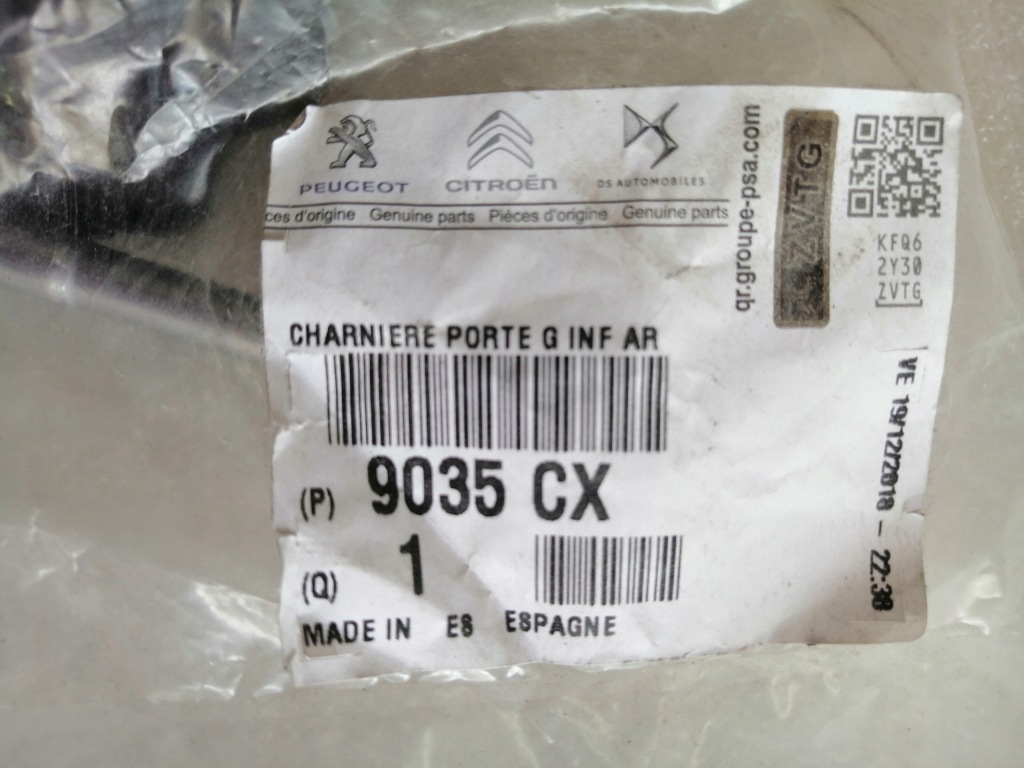 PEUGEOT CITROËN DS AUTOMOBILES
ces d'origine Genuine parts Pièces d'origine Genuine parts
qr.groupe-psa.com
ZVTG
KFQ6
2Y30
ZVTG
CHARNIERE PORTE G INF AR
(P) 9035 CX
(Q) 1
MADE IN ES ESPAGNE
VE 19/12/2018 - 22:38